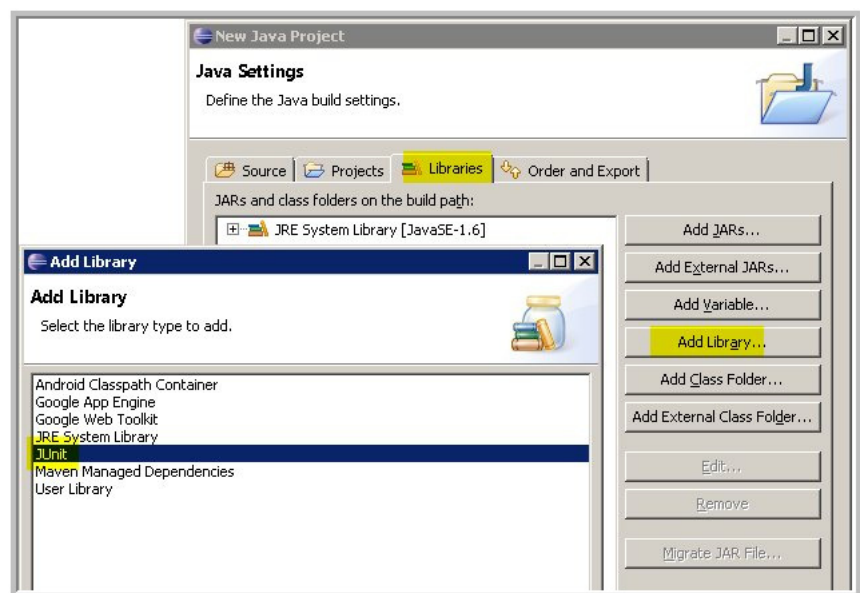 New Java Project
Java Settings
Define the Java build settings.
Source Projects Libraries Order and Export
JARs and class folders on the build path:
JRE System Library [JavaSE-1.6]
Add JARs...
Add External JARs...
Add Variable...
Add Library...
Add Class Folder...
Add External Class Folder...
Edit...
Remove
Migrate JAR File...
Add Library
Add Library
Select the library type to add.
Android Classpath Container
Google App Engine
Google Web Toolkit
JRE System Library
JUnit
Maven Managed Dependencies
User Library